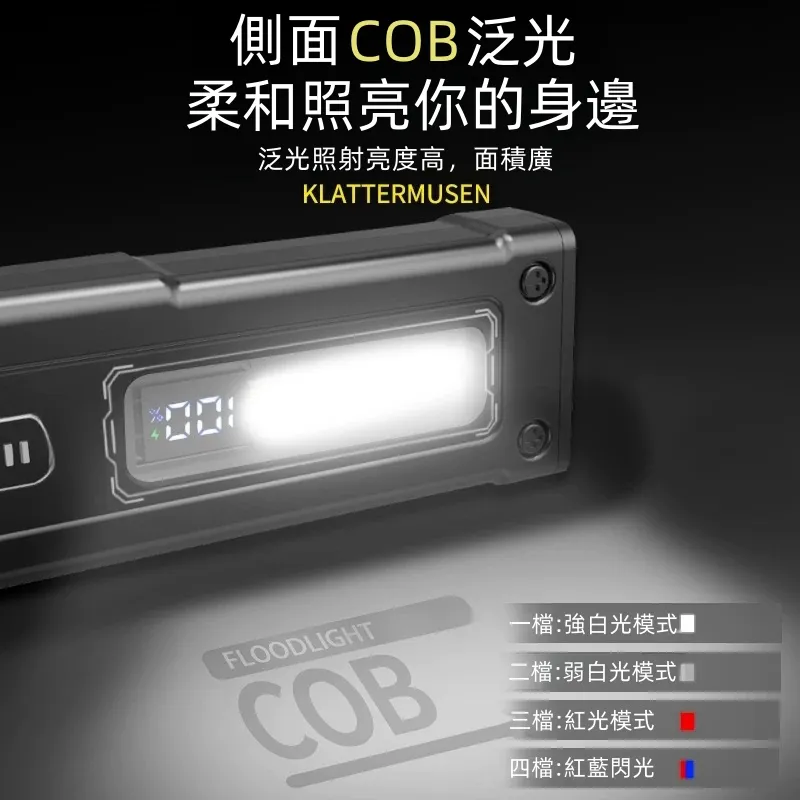 側面COB泛光
柔和照亮你的身邊
泛光照射亮度高，面積廣
KLATTERMUSEN
%001
FLOODLIGHT
COB
一檔:強白光模式
二檔:弱白光模式
三檔:紅光模式
四檔:紅藍閃光